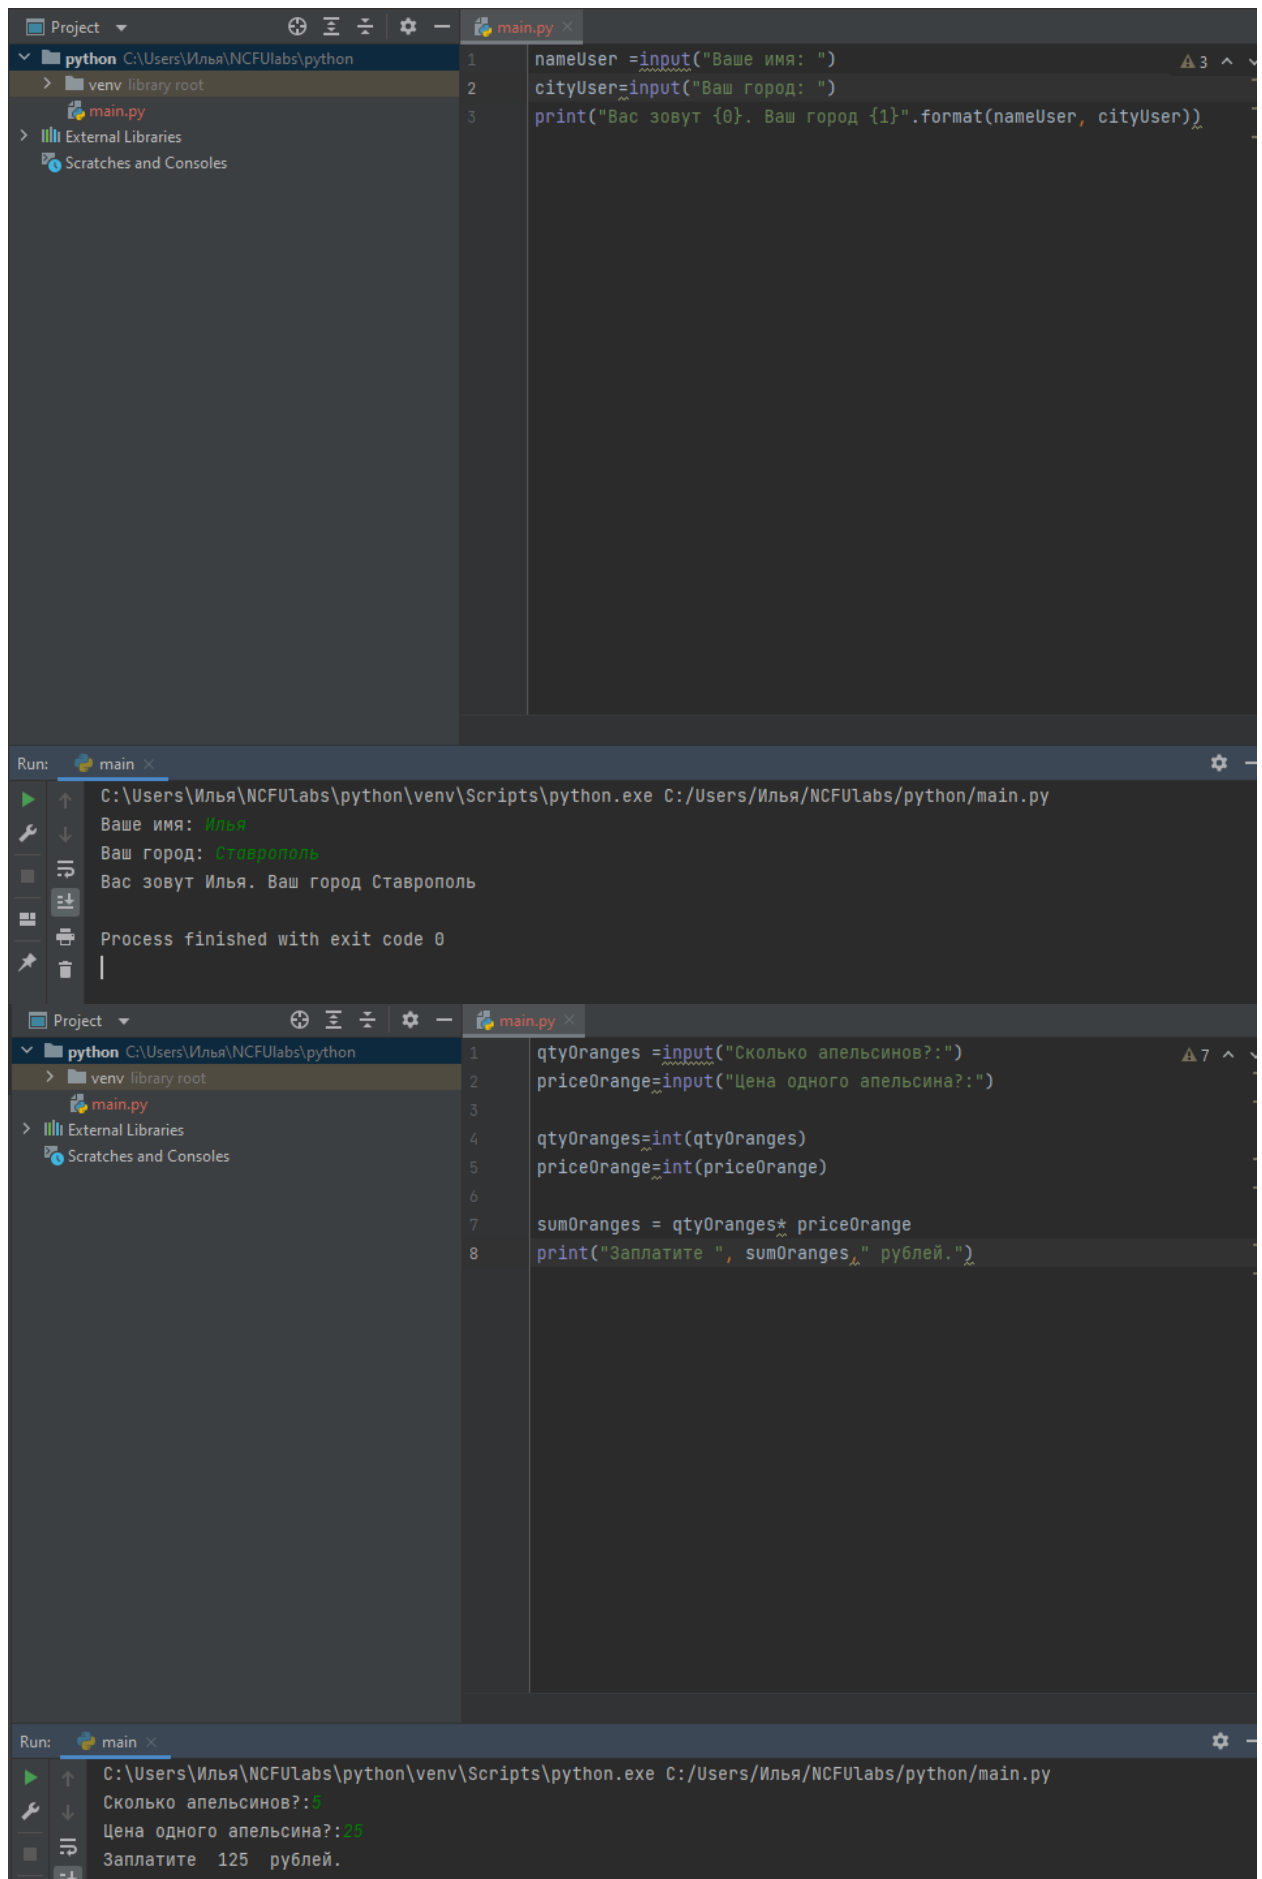 Project
main.py
python C:\Users\Илья\NCFUlabs\python
venv library root
main.py
External Libraries
Scratches and Consoles
1 nameUser =input("Ваше имя: ")
3
2 cityUser=input("Ваш город: ")
3 print("Вас зовут {0}. Ваш город {1}".format(nameUser, cityUser))
Run: main
C:\Users\Илья\NCFUlabs\python\venv\Scripts\python.exe C:/Users/Илья/NCFUlabs/python/main.py
Ваше имя: Илья
Ваш город: Ставрополь
Вас зовут Илья. Ваш город Ставрополь
Process finished with exit code 0
Project
main.py
python C:\Users\Илья\NCFUlabs\python
venv library root
main.py
External Libraries
Scratches and Consoles
1 qtyOranges =input("Сколько апельсинов?:")
7
2 priceOrange=input("Цена одного апельсина?:")
3
4 qtyOranges=int(qtyOranges)
5 priceOrange=int(priceOrange)
6
7 sumOranges = qtyOranges* priceOrange
8 print("Заплатите ", sumOranges," рублей.")
Run: main
C:\Users\Илья\NCFUlabs\python\venv\Scripts\python.exe C:/Users/Илья/NCFUlabs/python/main.py
Сколько апельсинов?:5
Цена одного апельсина?:25
Заплатите  125  рублей.